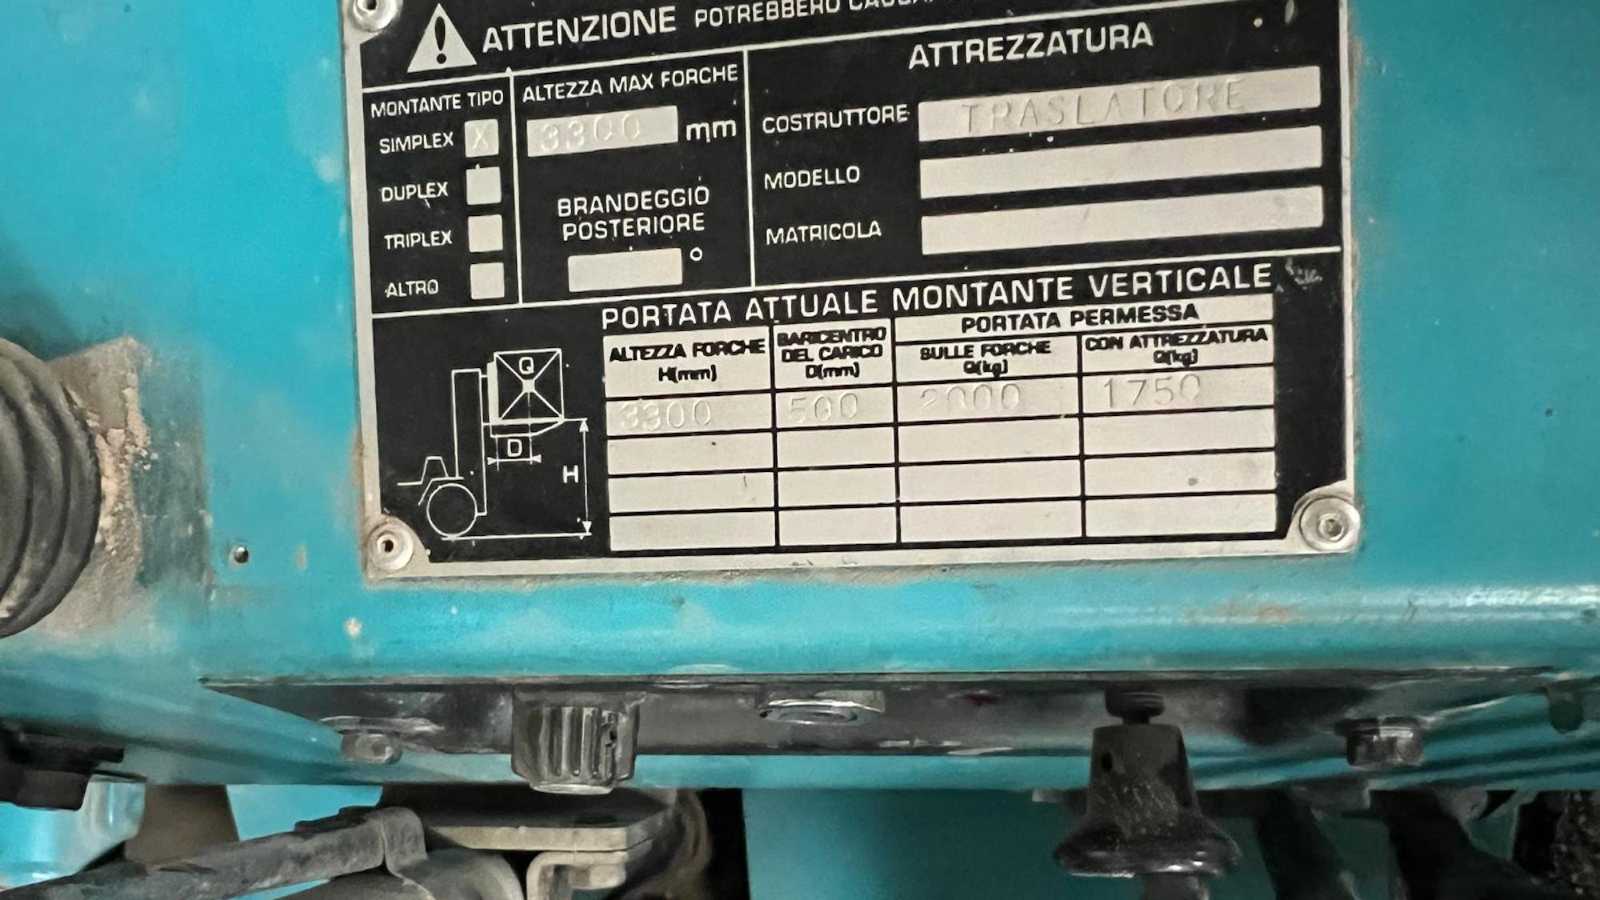 ! ATTENZIONE POTREBBERO
MONTANTE TIPO
SIMPLEX X
DUPLEX
TRIPLEX
ALTRO
ALTEZZA MAX FORCHE
3300 mm
BRANDEGGIO
POSTERIORE
°
ATTREZZATURA
COSTRUTTORE TRASLATORE
MODELLO
MATRICOLA
PORTATA ATTUALE MONTANTE VERTICALE
ALTEZZA FORCHE
H(mm)
BARICENTRO
DEL CARICO
D(mm)
PORTATA PERMESSA
SULLE FORCHE
Q(kg)
CON ATTREZZATURA
Q(kg)
3300 500 2000 1750
Q
D
H